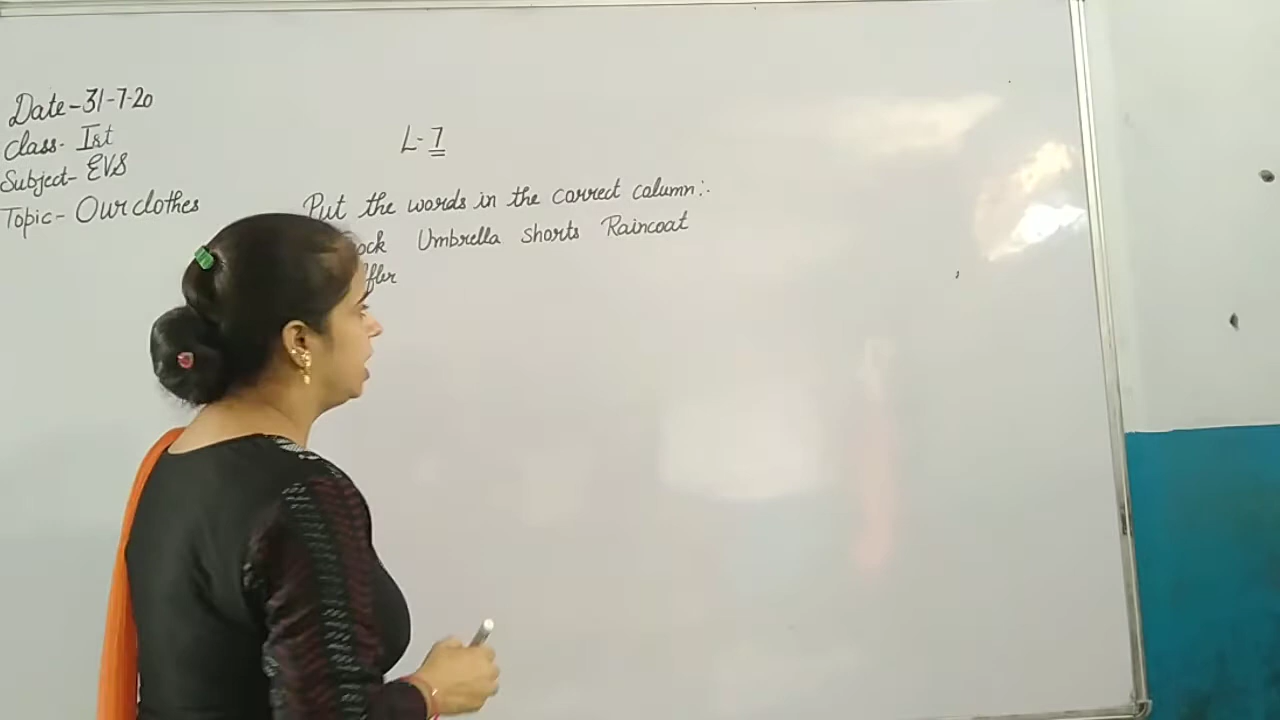 Date-31-7-20
Class- Ist
Subject- EVS
Topic- Our clothes
L-7
Put the words in the correct column:-
Umbrella shorts Raincoat